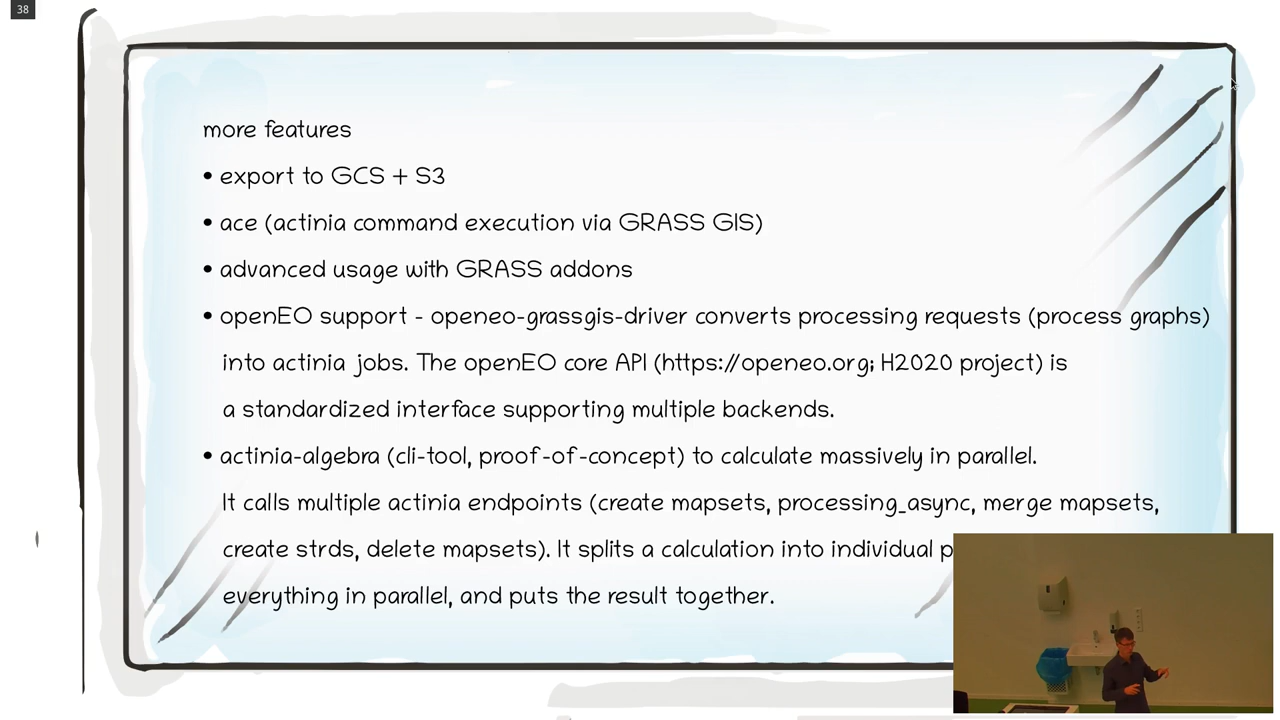 38
more features
• export to GCS + S3
• ace (actinia command execution via GRASS GIS)
• advanced usage with GRASS addons
• openEO support - openeo-grassgis-driver converts processing requests (process graphs)
into actinia jobs. The openEO core API (https://openeo.org; H2020 project) is
a standardized interface supporting multiple backends.
• actinia-algebra (cli-tool, proof-of-concept) to calculate massively in parallel.
It calls multiple actinia endpoints (create mapsets, processing_async, merge mapsets,
create strds, delete mapsets). It splits a calculation into individual
everything in parallel, and puts the result together.